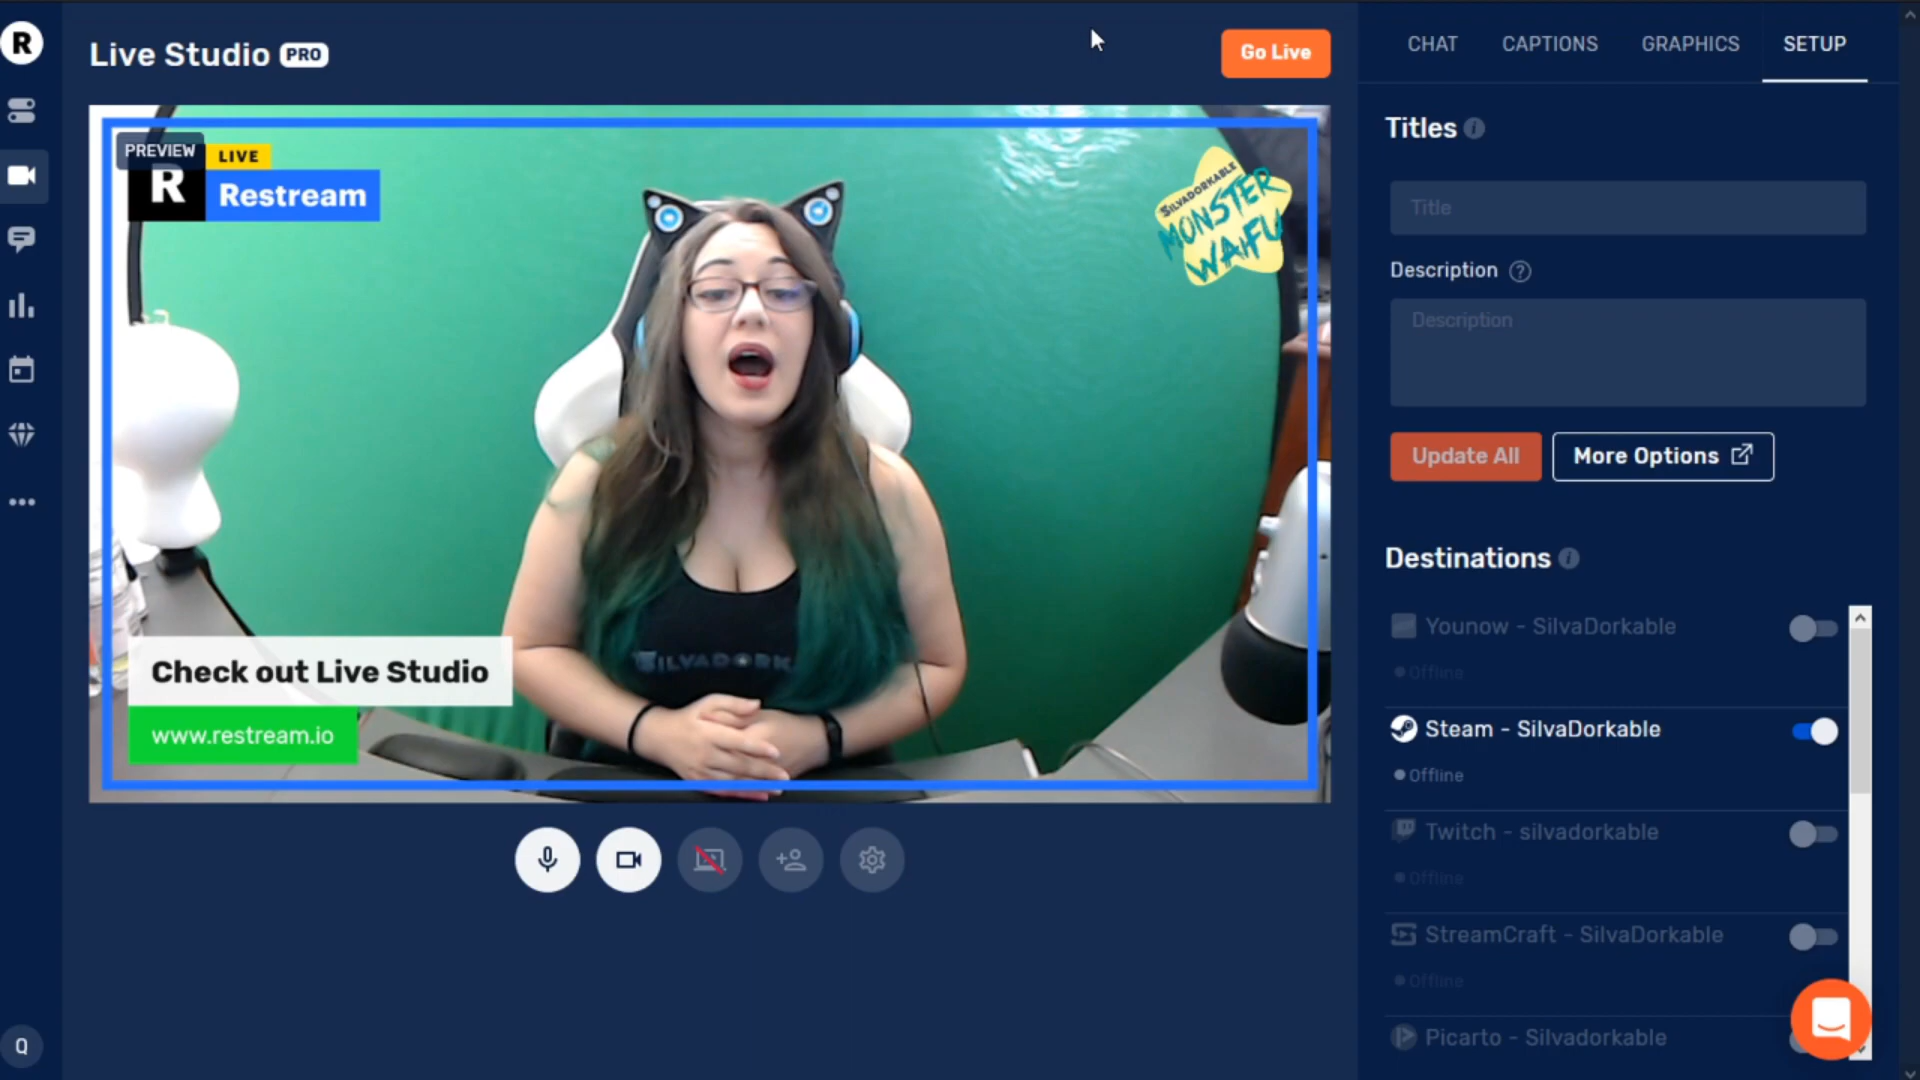 R
Live Studio PRO
Go Live
CHAT
CAPTIONS
GRAPHICS
SETUP
PREVIEW
LIVE
R
Restream
SILVADORKABLE
MONSTER
WAIFU
SILVADORK
Check out Live Studio
www.restream.io
Titles
Title
Description
Description
Update All
More Options
Destinations
Younow - SilvaDorkable
Offline
Steam - SilvaDorkable
Offline
Twitch - silvadorkable
Offline
StreamCraft - SilvaDorkable
Offline
Picarto - Silvadorkable
Q